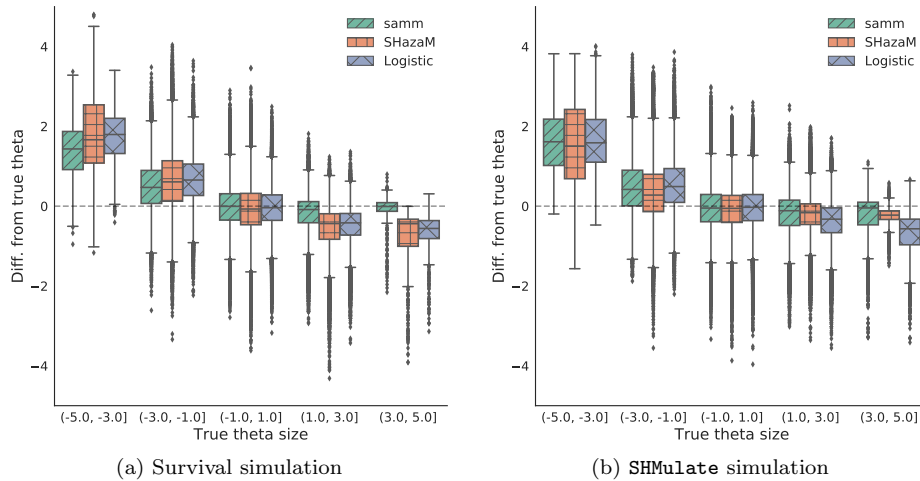 samm
SHazaM
Logistic
4
2
0
−2
−4
Diff. from true theta
(-5.0, -3.0]
(-3.0, -1.0]
(-1.0, 1.0]
(1.0, 3.0]
(3.0, 5.0]
True theta size
(a) Survival simulation
samm
SHazaM
Logistic
4
2
0
−2
−4
Diff. from true theta
(-5.0, -3.0]
(-3.0, -1.0]
(-1.0, 1.0]
(1.0, 3.0]
(3.0, 5.0]
True theta size
(b) SHMulate simulation